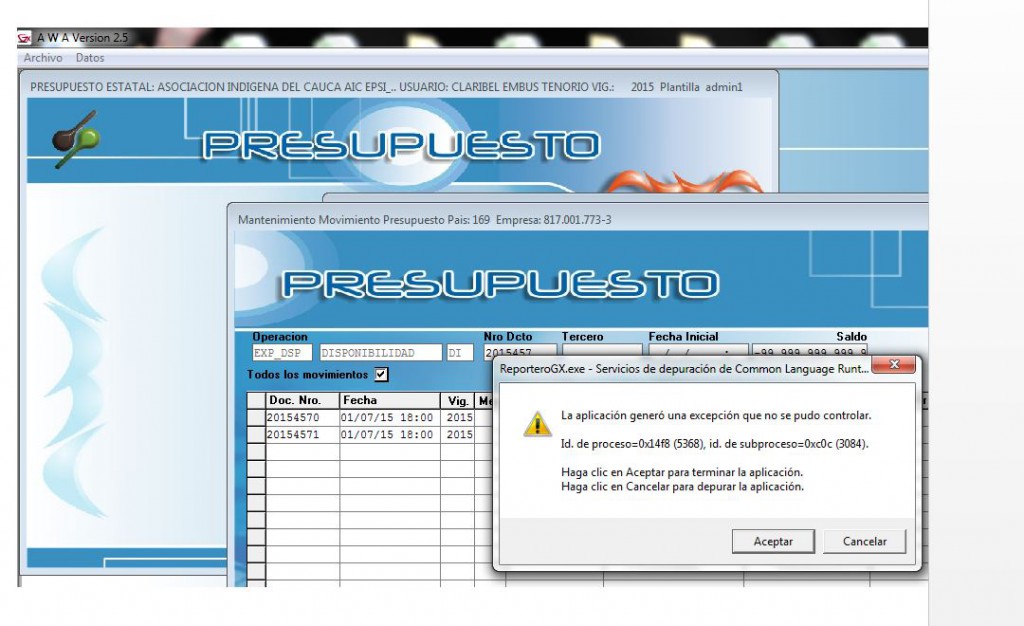 A W A Version 2.5
Archivo Datos
PRESUPUESTO ESTATAL: ASOCIACION INDIGENA DEL CAUCA AIC EPSI_.. USUARIO: CLARIBEL EMBUS TENORIO VIG.: 2015 Plantilla admin1
PRESUPUESTO
Mantenimiento Movimiento Presupuesto Pais: 169 Empresa: 817.001.773-3
PRESUPUESTO
Operacion Nro Dcto Tercero Fecha Inicial Saldo
EXP_DSP DISPONIBILIDAD DI 2015457 / / : -99,999,999,999.9
Todos los movimientos
Doc. Nro. Fecha Vig. Me
20154570 01/07/15 18:00 2015
20154571 01/07/15 18:00 2015
ReporteroGX.exe - Servicios de depuración de Common Language Runt...
La aplicación generó una excepción que no se pudo controlar.
Id. de proceso=0x14f8 (5368), id. de subproceso=0xc0c (3084).
Haga clic en Aceptar para terminar la aplicación.
Haga clic en Cancelar para depurar la aplicación.
Aceptar Cancelar